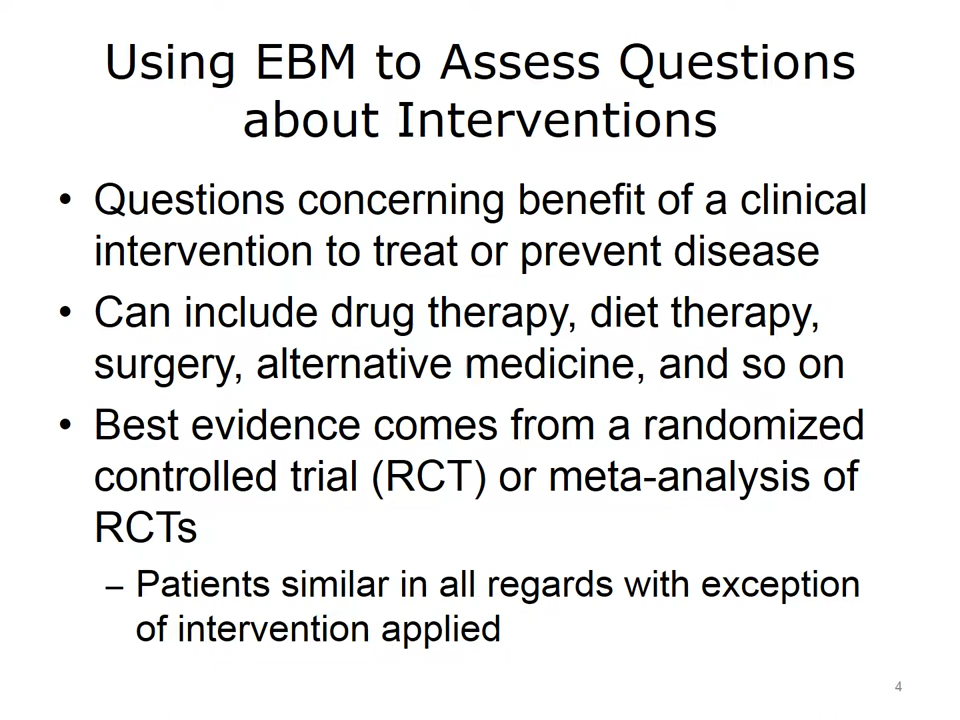 Using EBM to Assess Questions
about Interventions
• Questions concerning benefit of a clinical
intervention to treat or prevent disease
• Can include drug therapy, diet therapy,
surgery, alternative medicine, and so on
• Best evidence comes from a randomized
controlled trial (RCT) or meta-analysis of
RCTs
– Patients similar in all regards with exception
of intervention applied
4